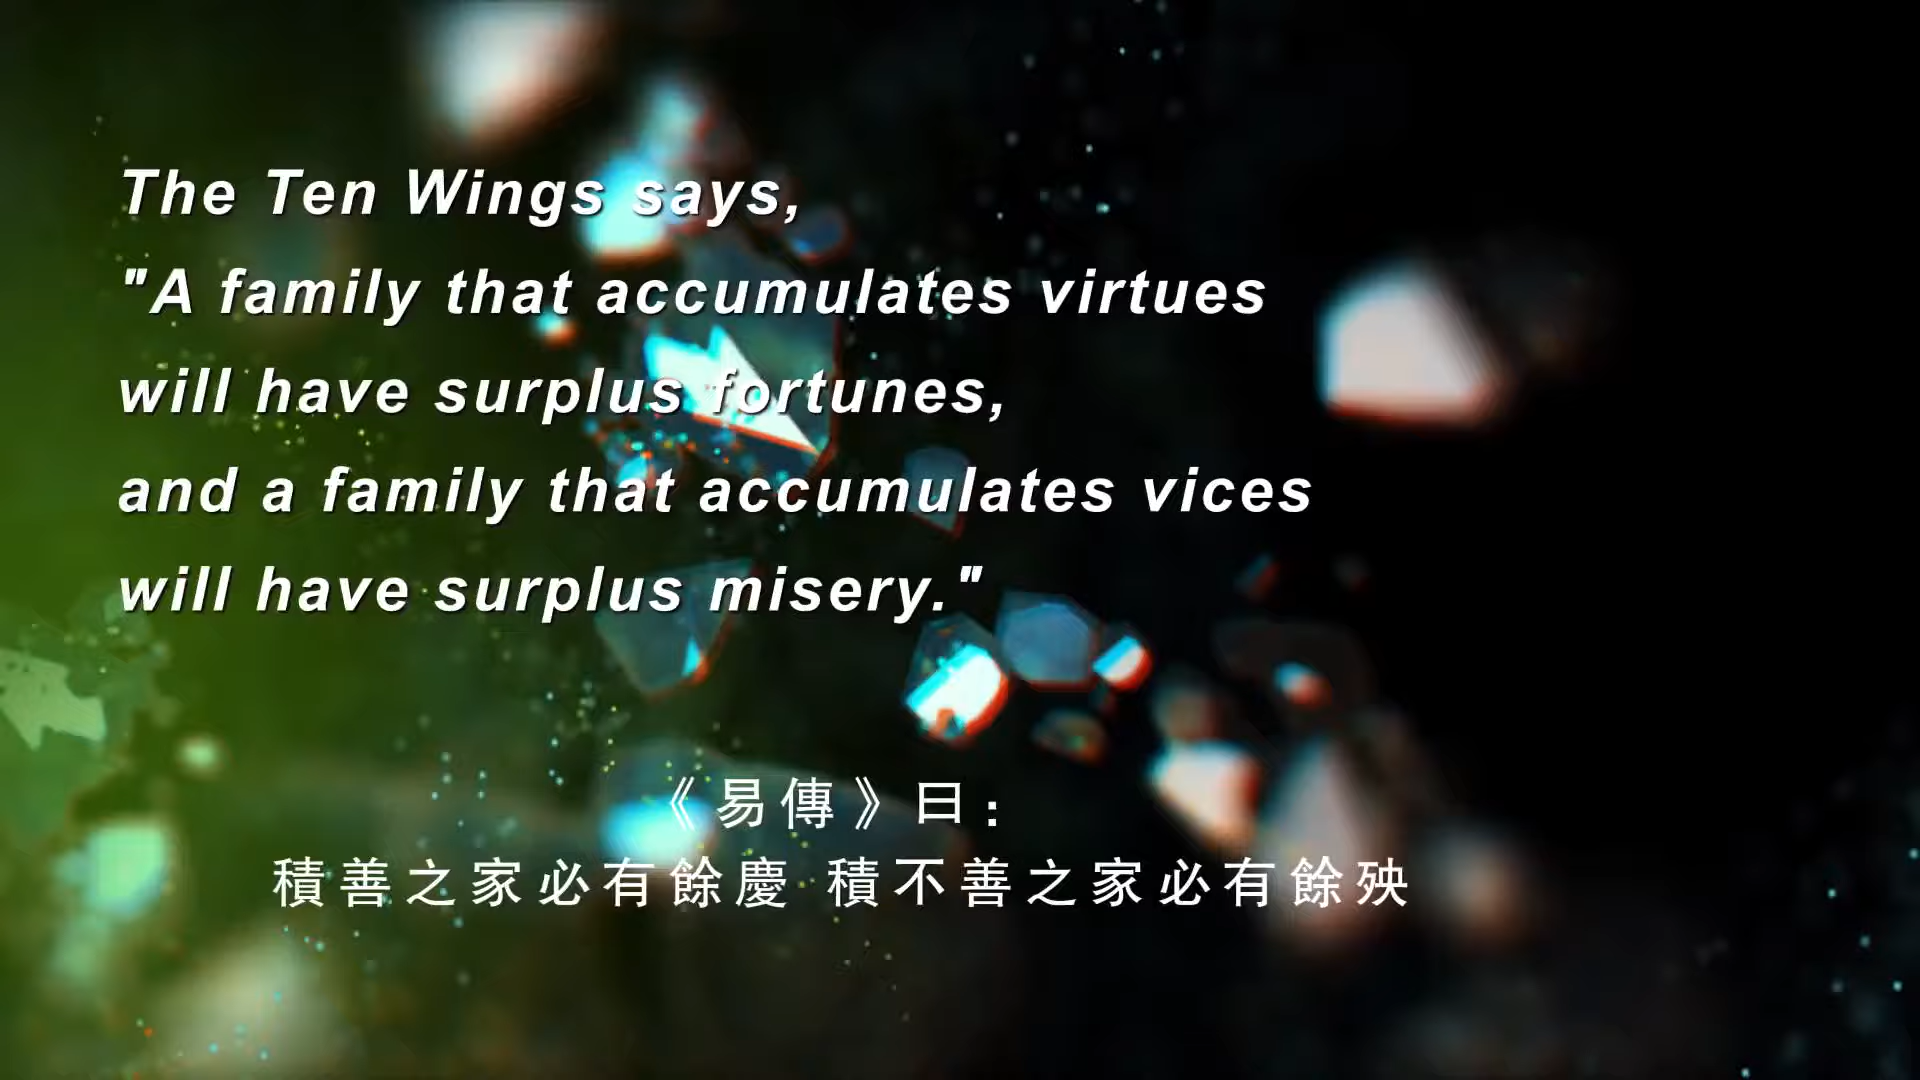 The Ten Wings says,
"A family that accumulates virtues
will have surplus fortunes,
and a family that accumulates vices
will have surplus misery."
《易傳》曰：
積善之家必有餘慶 積不善之家必有餘殃